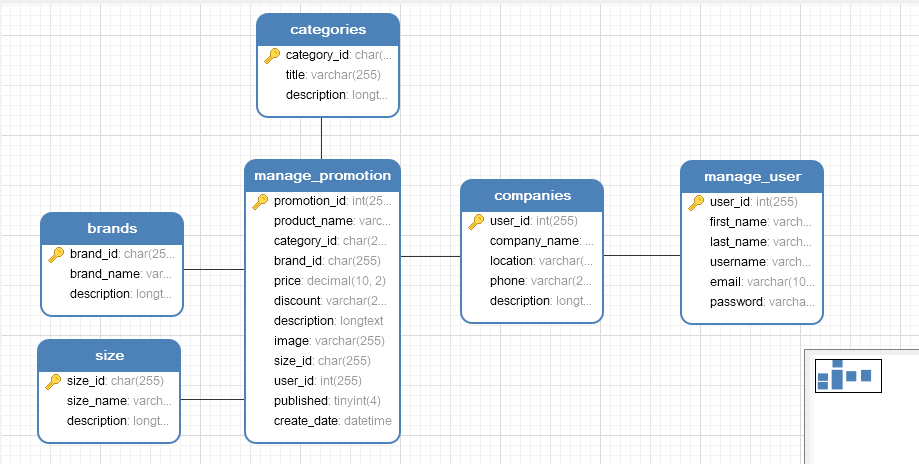 categories
category_id: char(...
title: varchar(255)
description: longt...
manage_promotion
promotion_id: int(25...
product_name: varc...
category_id: char(2...
brand_id: char(255)
price: decimal(10, 2)
discount: varchar(2...
description: longtext
image: varchar(255)
size_id: char(255)
user_id: int(255)
published: tinyint(4)
create_date: datetime
brands
brand_id: char(25...
brand_name: var...
description: longt...
size
size_id: char(255)
size_name: varch...
description: longt...
companies
user_id: int(255)
company_name: ...
location: varchar(...
phone: varchar(2...
description: longt...
manage_user
user_id: int(255)
first_name: varch...
last_name: varch...
username: varch...
email: varchar(10...
password: varcha...